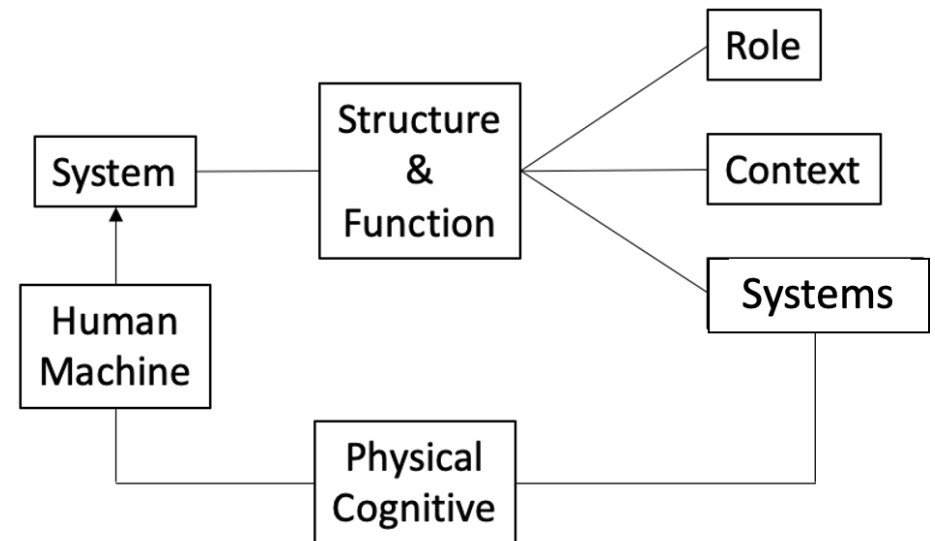 Role
Structure
&
Function
System
Context
Systems
Human
Machine
Physical
Cognitive